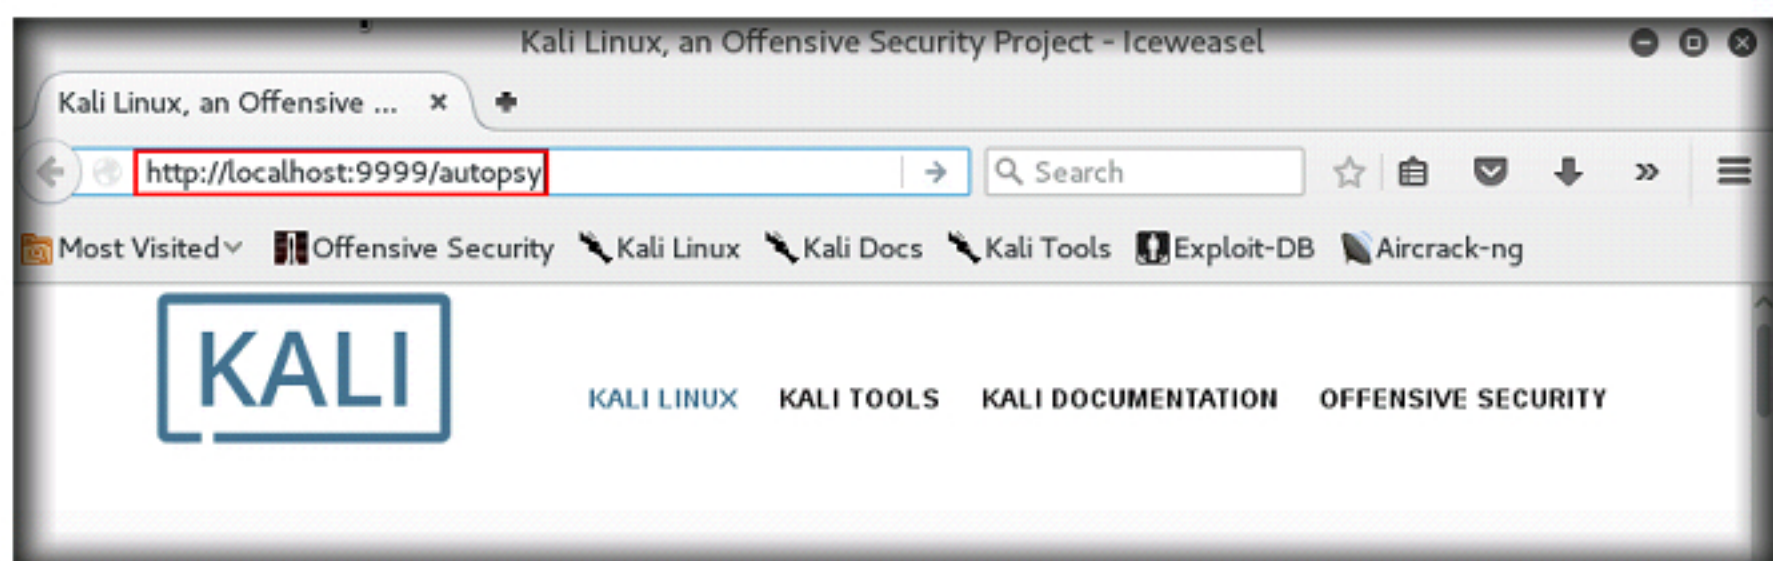 Kali Linux, an Offensive Security Project - Iceweasel
Kali Linux, an Offensive ...
http://localhost:9999/autopsy Search
Most Visited Offensive Security Kali Linux Kali Docs Kali Tools Exploit-DB Aircrack-ng
KALI
KALI LINUX KALI TOOLS KALI DOCUMENTATION OFFENSIVE SECURITY